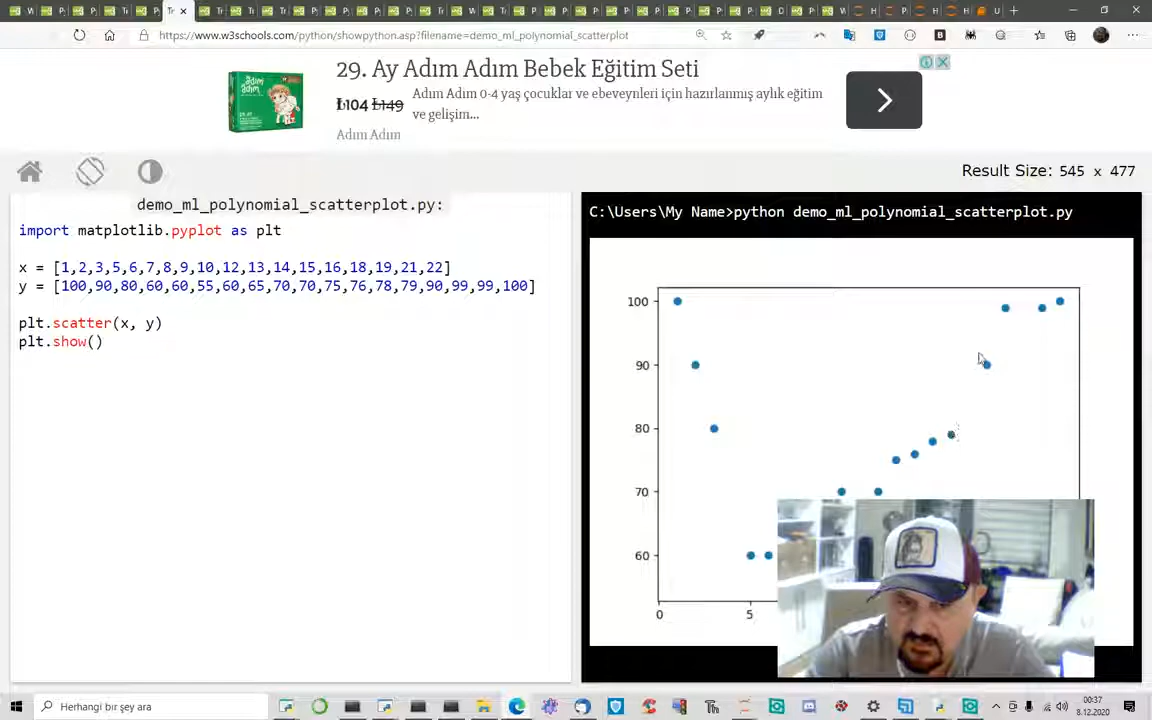 https://www.w3schools.com/python/showpython.asp?filename=demo_ml_polynomial_scatterplot
29. Ay Adım Adım Bebek Eğitim Seti
₺104 ₺149
Adım Adım 0-4 yaş çocuklar ve ebeveynleri için hazırlanmış aylık eğitim
ve gelişim...
Adım Adım
Result Size: 545 x 477
demo_ml_polynomial_scatterplot.py:
import matplotlib.pyplot as plt
x = [1,2,3,5,6,7,8,9,10,12,13,14,15,16,18,19,21,22]
y = [100,90,80,60,60,55,60,65,70,70,75,76,78,79,90,99,99,100]
plt.scatter(x, y)
plt.show()
C:\Users\My Name>python demo_ml_polynomial_scatterplot.py
100
90
80
70
60
0
5
Herhangi bir şey ara
00:37
8.12.2020